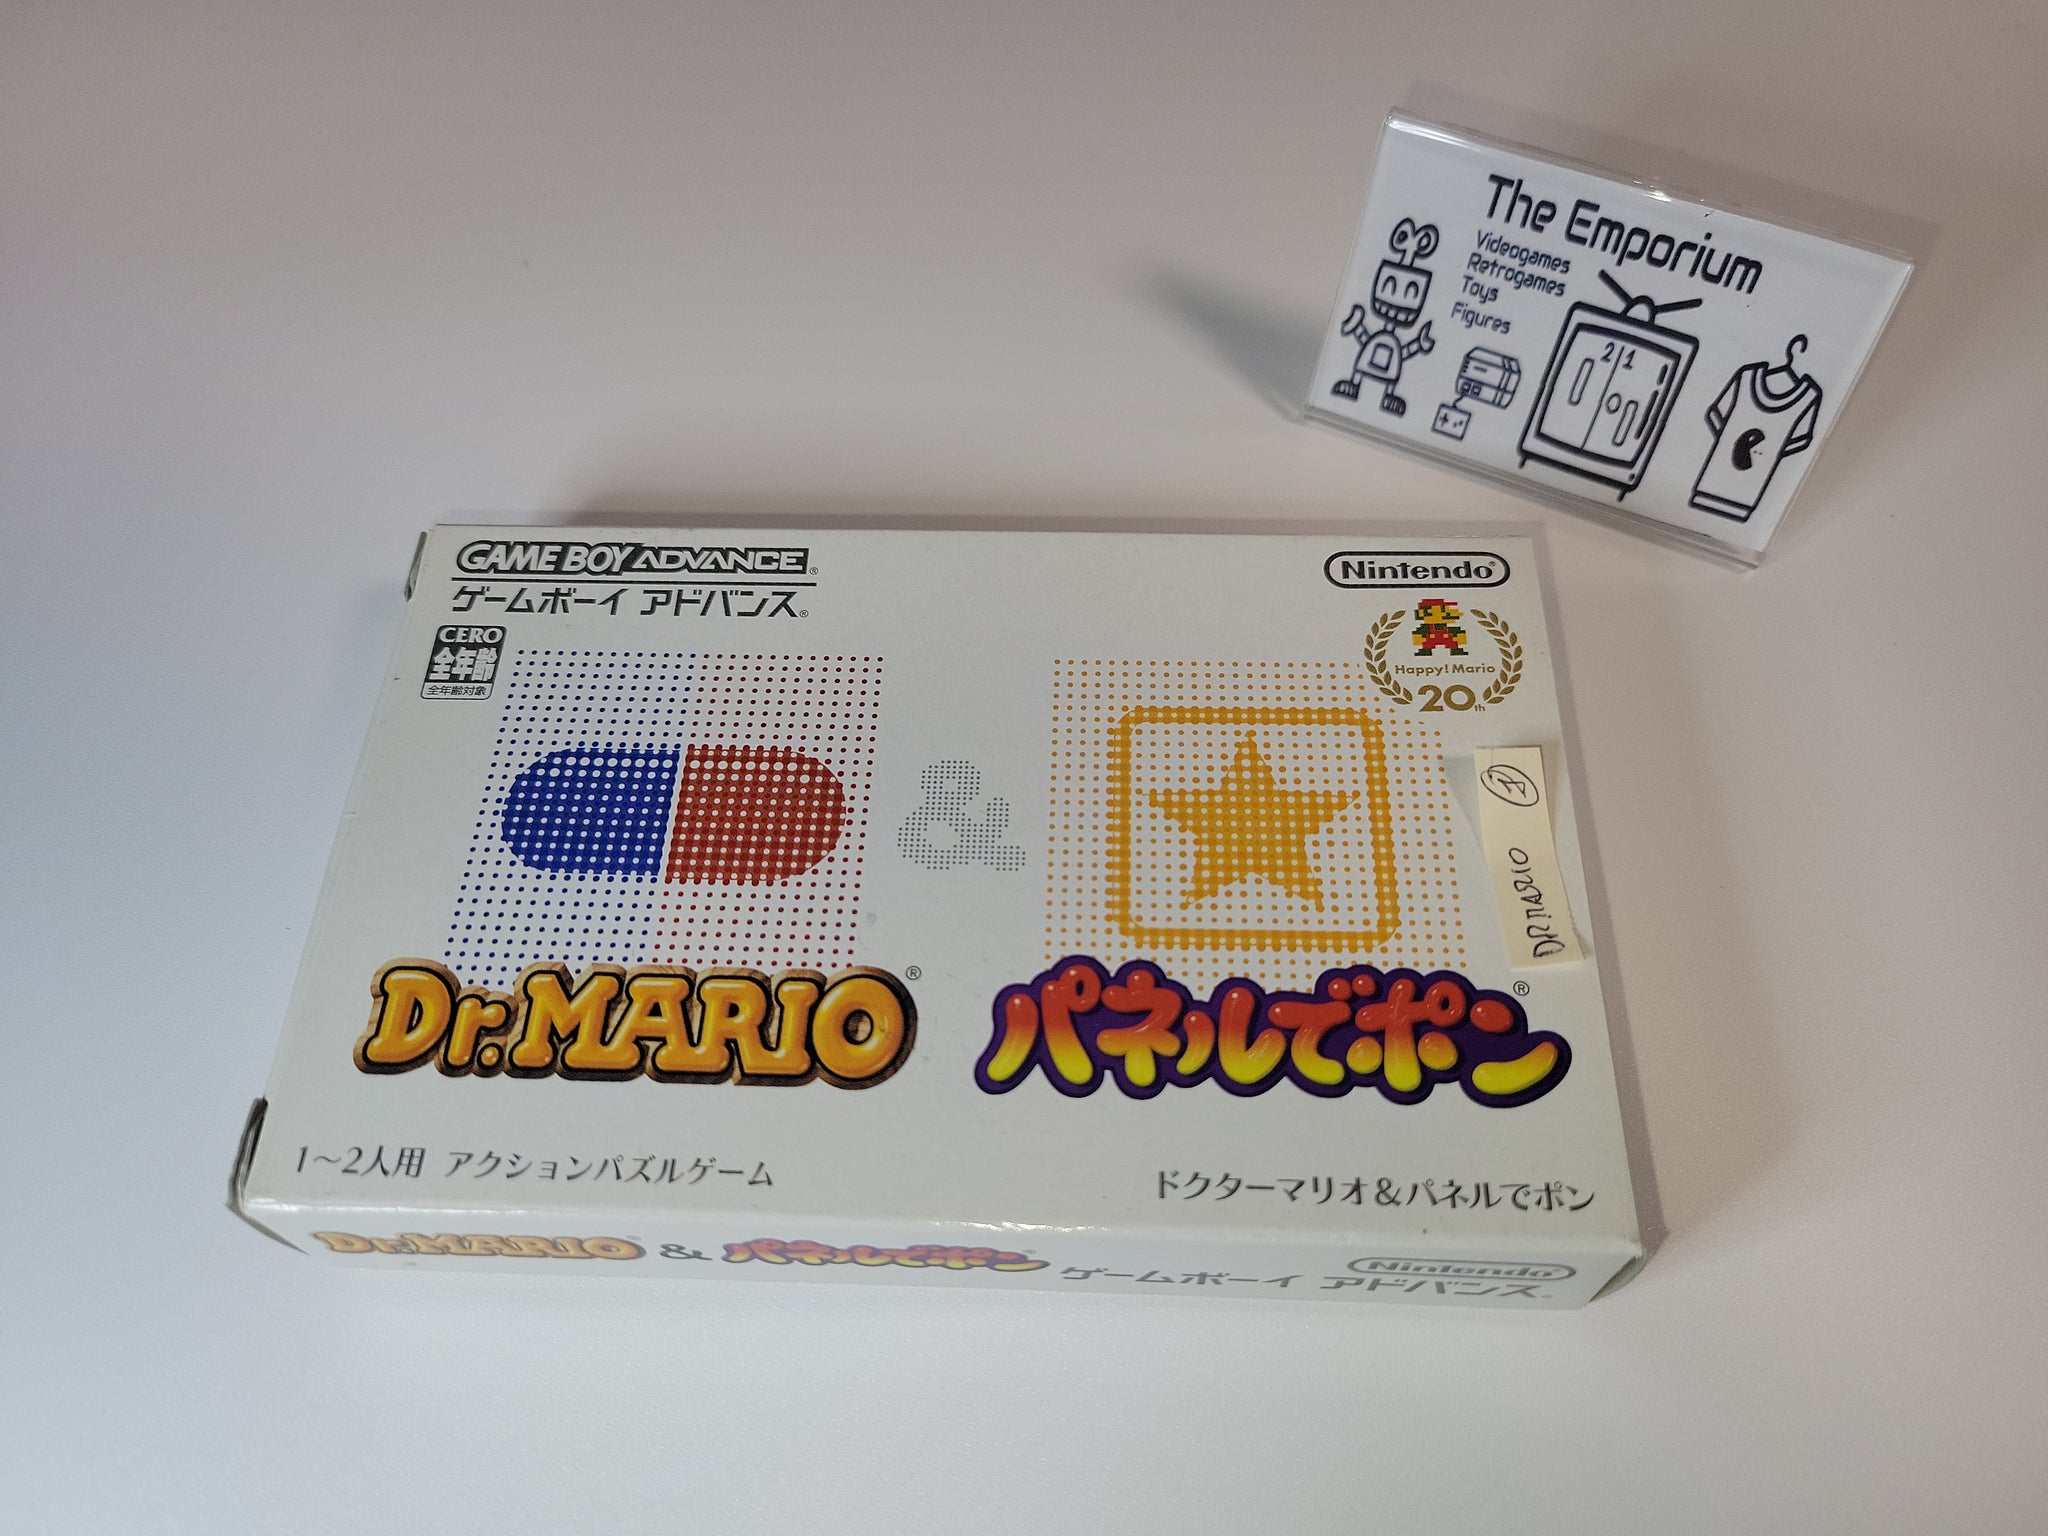 The Emporium
Videogames
Retrogames
Toys
Figures
2 1
GAME BOY ADVANCE®
ゲームボーイ アドバンス®
Nintendo®
CERO
全年齢
全年齢対象
Happy! Mario
20th
&
DR MARIO
Dr. MARIO®
パネルでポン®
1～2人用 アクションパズルゲーム
ドクターマリオ&パネルでポン
Dr. MARIO® & パネルでポン® ゲームボーイ アドバンス®
Nintendo®